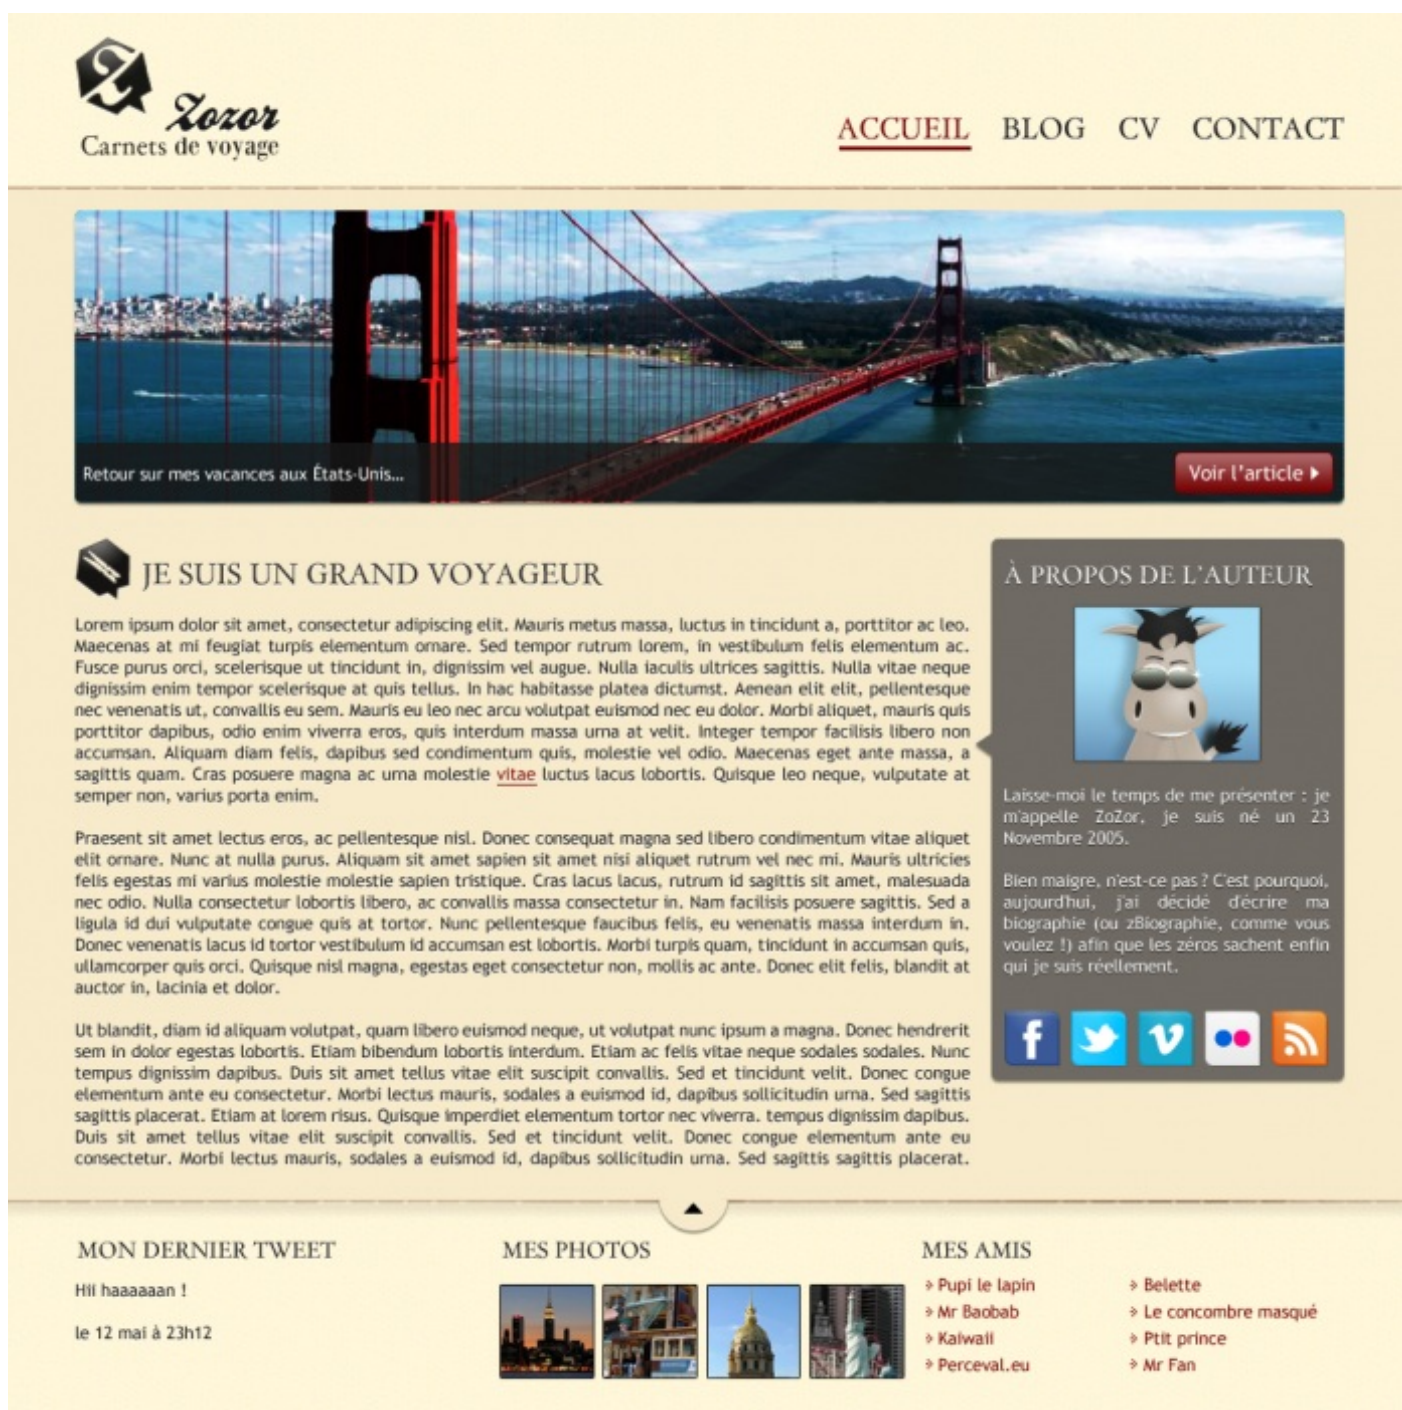 Zozor
Carnets de voyage
ACCUEIL BLOG CV CONTACT
Retour sur mes vacances aux États-Unis...
Voir l'article
JE SUIS UN GRAND VOYAGEUR
Lorem ipsum dolor sit amet, consectetur adipiscing elit. Mauris metus massa, luctus in tincidunt a, porttitor ac leo.
Maecenas at mi feugiat turpis elementum ornare. Sed tempor rutrum lorem, in vestibulum felis elementum ac.
Fusce purus orci, scelerisque ut tincidunt in, dignissim vel augue. Nulla iaculis ultrices sagittis. Nulla vitae neque
dignissim enim tempor scelerisque at quis tellus. In hac habitasse platea dictumst. Aenean elit elit, pellentesque
nec venenatis ut, convallis eu sem. Mauris eu leo nec arcu volutpat euismod nec eu dolor. Morbi aliquet, mauris quis
porttitor dapibus, odio enim viverra eros, quis interdum massa urna at velit. Integer tempor facilisis libero non
accumsan. Aliquam diam felis, dapibus sed condimentum quis, molestie vel odio. Maecenas eget ante massa, a
sagittis quam. Cras posuere magna ac urna molestie vitae luctus lacus lobortis. Quisque leo neque, vulputate at
semper non, varius porta enim.
Praesent sit amet lectus eros, ac pellentesque nisl. Donec consequat magna sed libero condimentum vitae aliquet
elit ornare. Nunc at nulla purus. Aliquam sit amet sapien sit amet nisi aliquet rutrum vel nec mi. Mauris ultricies
felis egestas mi varius molestie molestie sapien tristique. Cras lacus lacus, rutrum id sagittis sit amet, malesuada
nec odio. Nulla consectetur lobortis libero, ac convallis massa consectetur in. Nam facilisis posuere sagittis. Sed a
ligula id dui vulputate congue quis at tortor. Nunc pellentesque faucibus felis, eu venenatis massa interdum in.
Donec venenatis lacus id tortor vestibulum id accumsan est lobortis. Morbi turpis quam, tincidunt in accumsan quis,
ullamcorper quis orci. Quisque nisl magna, egestas eget consectetur non, mollis ac ante. Donec elit felis, blandit at
auctor in, lacinia et dolor.
Ut blandit, diam id aliquam volutpat, quam libero euismod neque, ut volutpat nunc ipsum a magna. Donec hendrerit
sem in dolor egestas lobortis. Etiam bibendum lobortis interdum. Etiam ac felis vitae neque sodales sodales. Nunc
tempus dignissim dapibus. Duis sit amet tellus vitae elit suscipit convallis. Sed et tincidunt velit. Donec congue
elementum ante eu consectetur. Morbi lectus mauris, sodales a euismod id, dapibus sollicitudin urna. Sed sagittis
sagittis placerat. Etiam at lorem risus. Quisque imperdiet elementum tortor nec viverra. tempus dignissim dapibus.
Duis sit amet tellus vitae elit suscipit convallis. Sed et tincidunt velit. Donec congue elementum ante eu
consectetur. Morbi lectus mauris, sodales a euismod id, dapibus sollicitudin urna. Sed sagittis sagittis placerat.
À PROPOS DE L'AUTEUR
Laisse-moi le temps de me présenter : je
m'appelle ZoZor, je suis né un 23
Novembre 2005.
Bien maigre, n'est-ce pas ? C'est pourquoi,
aujourd'hui, j'ai décidé d'écrire ma
biographie (ou zBiographie, comme vous
voulez !) afin que les zéros sachent enfin
qui je suis réellement.
MON DERNIER TWEET
Hii haaaaaan !
le 12 mai à 23h12
MES PHOTOS
MES AMIS
Pupi le lapin
Mr Baobab
Kaiwaii
Perceval.eu
Belette
Le concombre masqué
Ptit prince
Mr Fan